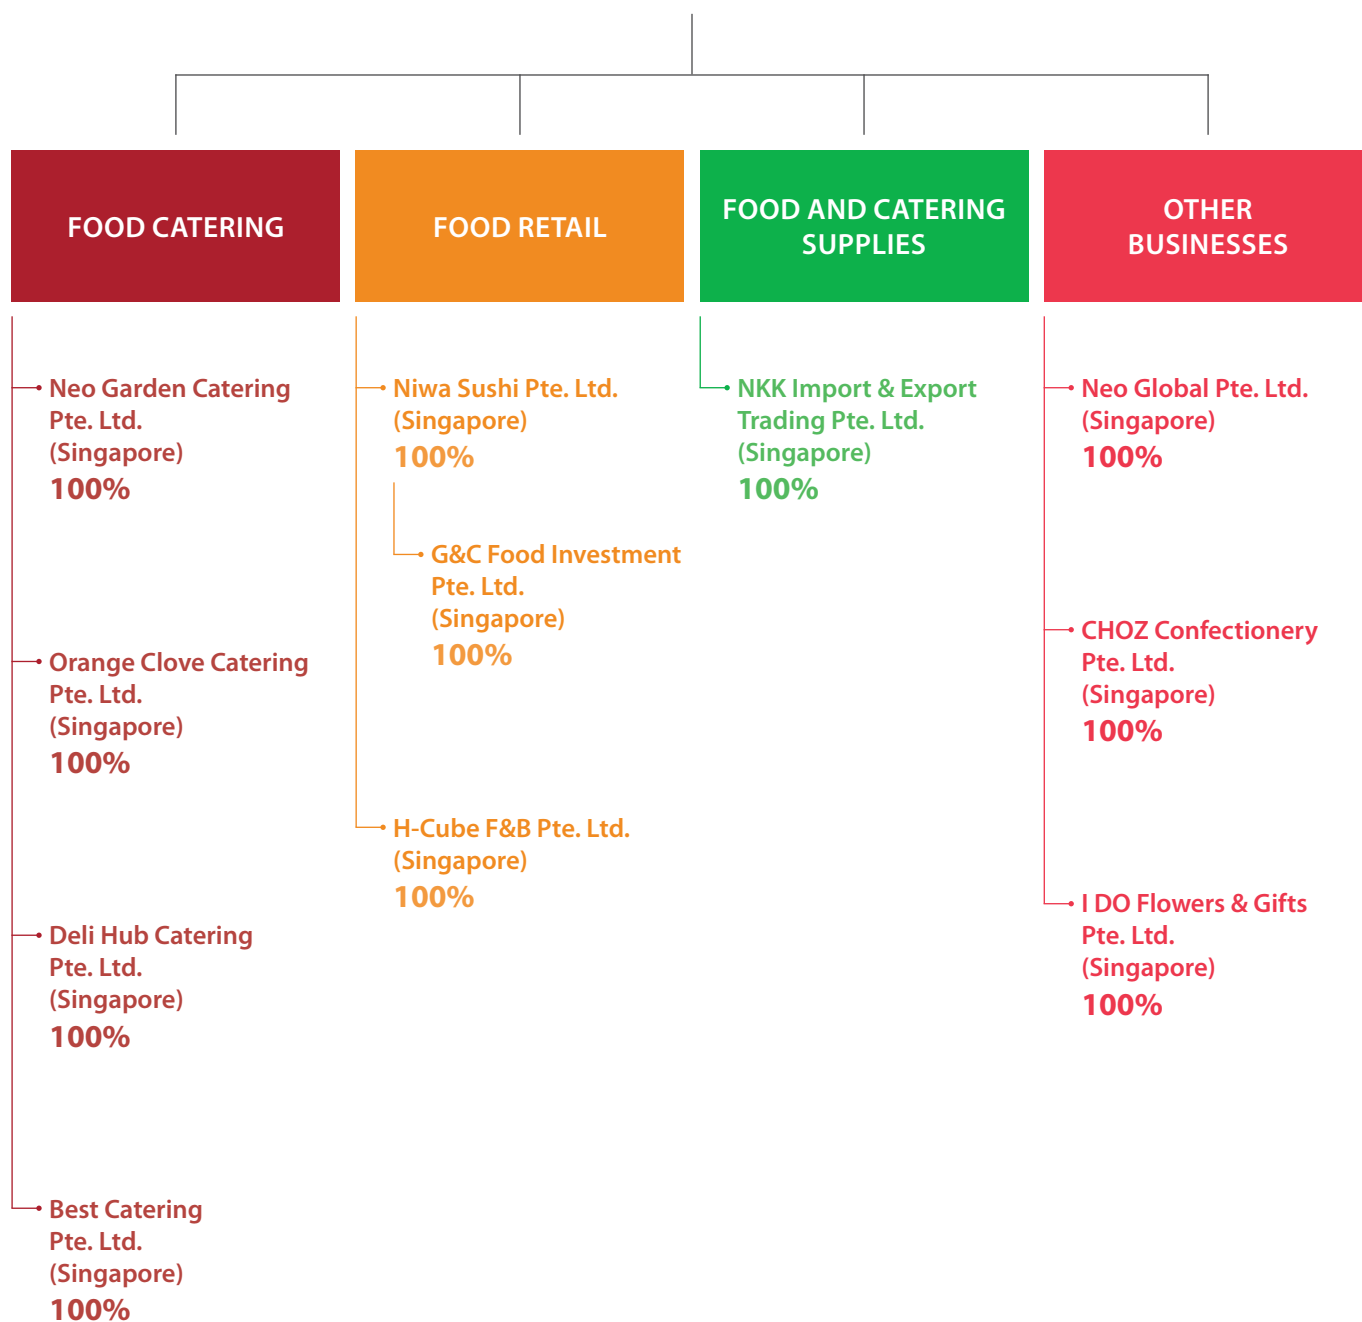 FOOD CATERING
Neo Garden Catering
Pte. Ltd.
(Singapore)
100%
Orange Clove Catering
Pte. Ltd.
(Singapore)
100%
Deli Hub Catering
Pte. Ltd.
(Singapore)
100%
Best Catering
Pte. Ltd.
(Singapore)
100%
FOOD RETAIL
Niwa Sushi Pte. Ltd.
(Singapore)
100%
G&C Food Investment
Pte. Ltd.
(Singapore)
100%
H-Cube F&B Pte. Ltd.
(Singapore)
100%
FOOD AND CATERING
SUPPLIES
NKK Import & Export
Trading Pte. Ltd.
(Singapore)
100%
OTHER
BUSINESSES
Neo Global Pte. Ltd.
(Singapore)
100%
CHOZ Confectionery
Pte. Ltd.
(Singapore)
100%
I DO Flowers & Gifts
Pte. Ltd.
(Singapore)
100%